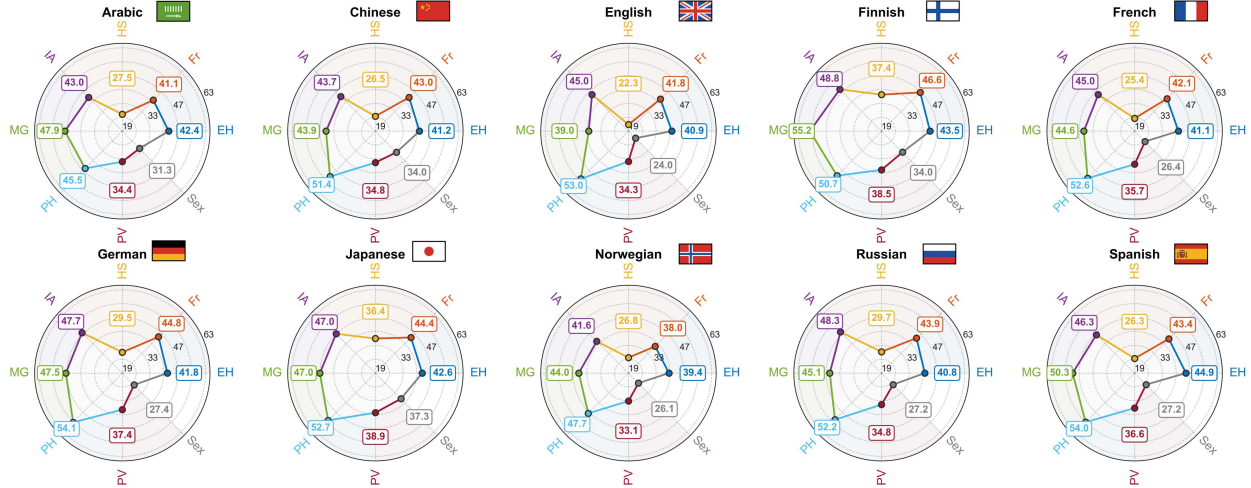 Arabic
HS
IA
Fr
43.0
27.5
41.1
63
47
33
19
MG
47.9
42.4
EH
45.5
31.3
34.4
PH
Sex
PV
Chinese
HS
IA
Fr
43.7
26.5
43.0
63
47
33
19
MG
43.9
41.2
EH
51.4
34.0
34.8
PH
Sex
PV
English
HS
IA
Fr
45.0
22.3
41.8
63
47
33
19
MG
39.0
40.9
EH
53.0
24.0
34.3
PH
Sex
PV
Finnish
HS
IA
Fr
48.8
37.4
46.6
63
47
33
19
MG
55.2
43.5
EH
50.7
34.0
38.5
PH
Sex
PV
French
HS
IA
Fr
45.0
25.4
42.1
63
47
33
19
MG
44.6
41.1
EH
52.6
26.4
35.7
PH
Sex
PV
German
HS
IA
Fr
47.7
29.5
44.8
63
47
33
19
MG
47.5
41.8
EH
54.1
27.4
37.4
PH
Sex
PV
Japanese
HS
IA
Fr
47.0
36.4
44.4
63
47
33
19
MG
47.0
42.6
EH
52.7
37.3
38.9
PH
Sex
PV
Norwegian
HS
IA
Fr
41.6
26.8
38.0
63
47
33
19
MG
44.0
39.4
EH
47.7
26.1
33.1
PH
Sex
PV
Russian
HS
IA
Fr
48.3
29.7
43.9
63
47
33
19
MG
45.1
40.8
EH
52.2
27.2
34.8
PH
Sex
PV
Spanish
HS
IA
Fr
46.3
26.3
43.4
63
47
33
19
MG
50.3
44.9
EH
54.0
27.2
36.6
PH
Sex
PV